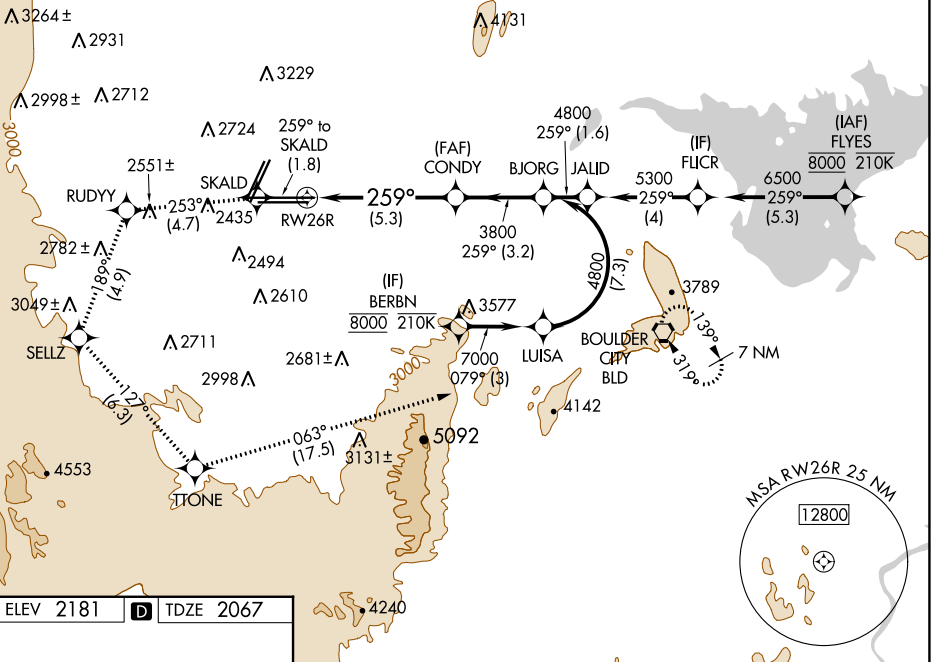 3264±
4131
2931
3229
2998±
2712
3000
2724
259° to
SKALD
(1.8)
4800
259° (1.6)
(IAF)
FLYES
8000 210K
(FAF)
CONDY
BJORG
JALID
(IF)
FLICR
2551±
RUDYY
SKALD
253°
(4.7)
2435
RW26R
259°
(5.3)
3800
259° (3.2)
5300
259°
(4)
6500
259°
(5.3)
2782±
189°
(4.9)
2494
3049±
2610
(IF)
BERBN
8000 210K
3577
4800
(7.3)
3789
139°
7 NM
319°
BOULDER
CITY
BLD
SELLZ
2711
2681±
3000
7000
079° (3)
LUISA
2998
127°
(6.3)
4142
063°
(17.5)
5092
3131±
4553
TTONE
MSA RW26R 25 NM
12800
ELEV 2181 D TDZE 2067
4240